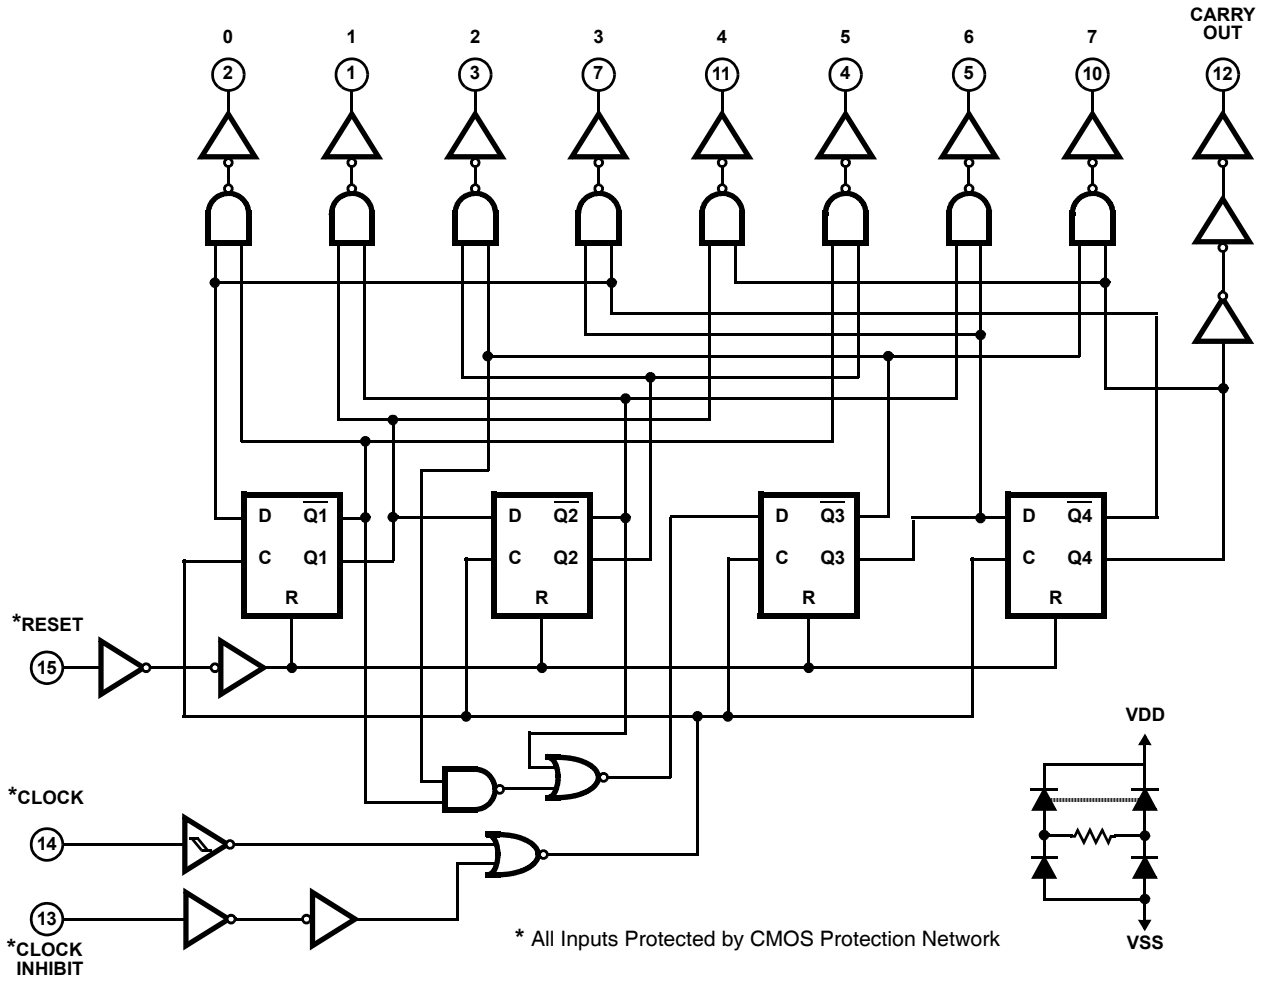 CARRY
OUT
0 1 2 3 4 5 6 7
2 1 3 7 11 4 5 10 12
D Q1 D Q2 D Q3 D Q4
C Q1 C Q2 C Q3 C Q4
R R R R
*RESET
15
VDD
*CLOCK
14
13
*CLOCK
INHIBIT
* All Inputs Protected by CMOS Protection Network
VSS